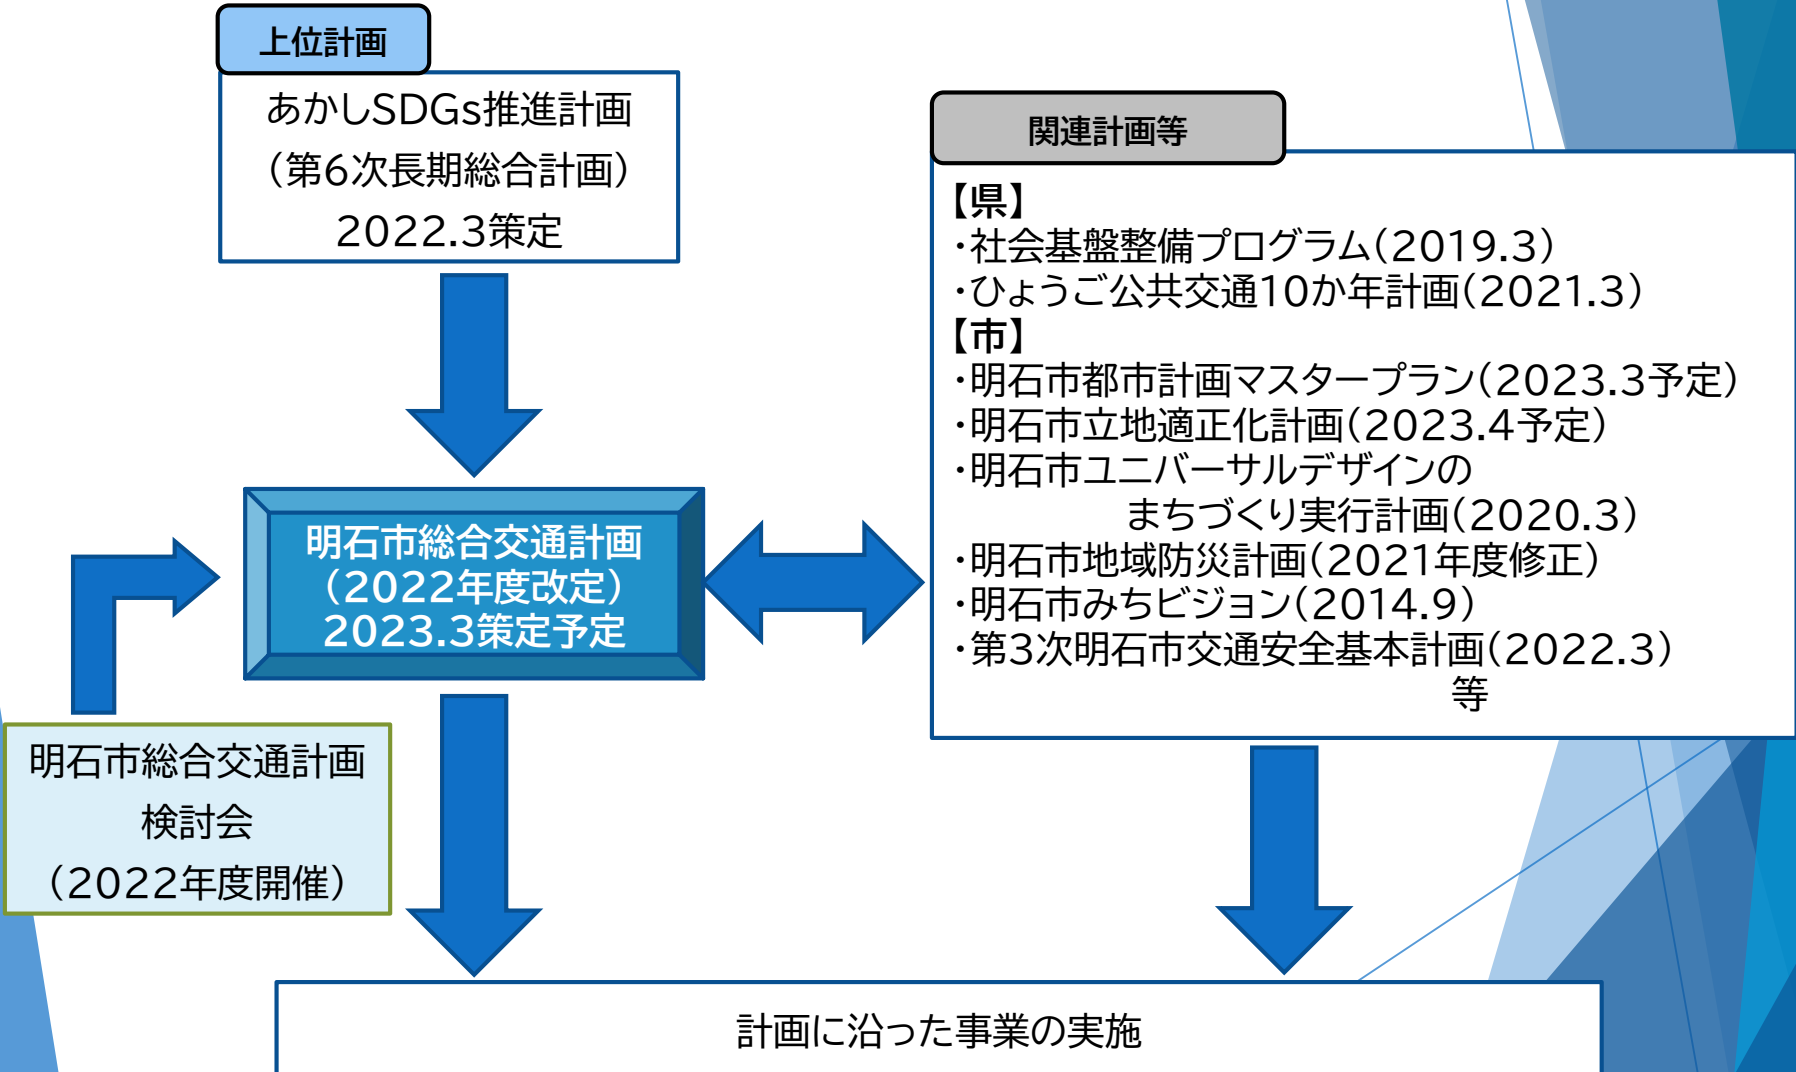 上位計画
あかしSDGs推進計画
（第6次長期総合計画）
2022.3策定
関連計画等
【県】
・社会基盤整備プログラム（2019.3）
・ひょうご公共交通10か年計画（2021.3）
【市】
・明石市都市計画マスタープラン（2023.3予定）
・明石市立地適正化計画（2023.4予定）
・明石市ユニバーサルデザインの
まちづくり実行計画（2020.3）
・明石市地域防災計画（2021年度修正）
・明石市みちビジョン（2014.9）
・第3次明石市交通安全基本計画（2022.3）
等
明石市総合交通計画
（2022年度改定）
2023.3策定予定
明石市総合交通計画
検討会
（2022年度開催）
計画に沿った事業の実施